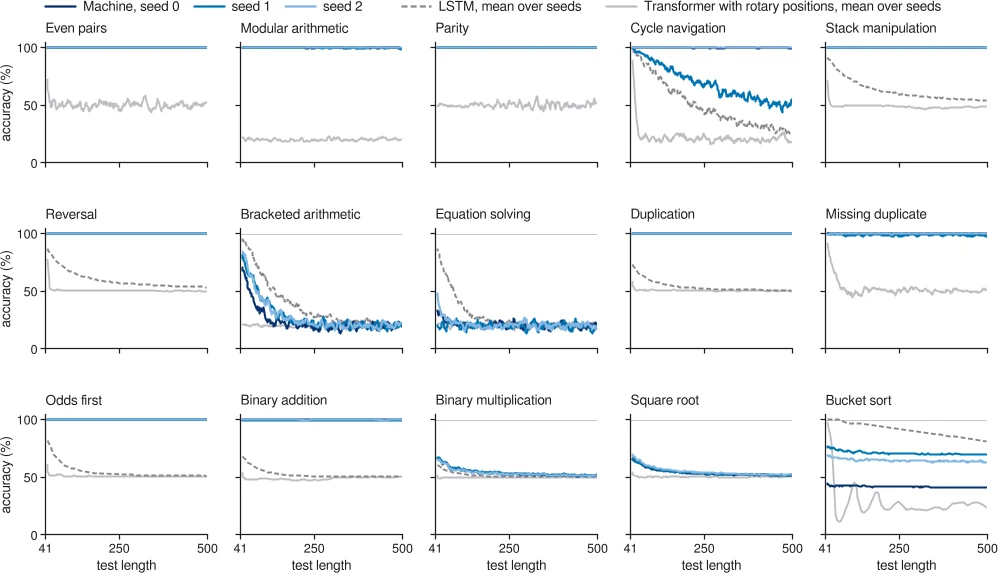 Machine, seed 0 seed 1 seed 2 LSTM, mean over seeds Transformer with rotary positions, mean over seeds
Even pairs Modular arithmetic Parity Cycle navigation Stack manipulation
100
50
0
accuracy (%)
Reversal Bracketed arithmetic Equation solving Duplication Missing duplicate
100
50
0
accuracy (%)
Odds first Binary addition Binary multiplication Square root Bucket sort
100
50
0
accuracy (%)
41 250 500 41 250 500 41 250 500 41 250 500 41 250 500
test length test length test length test length test length